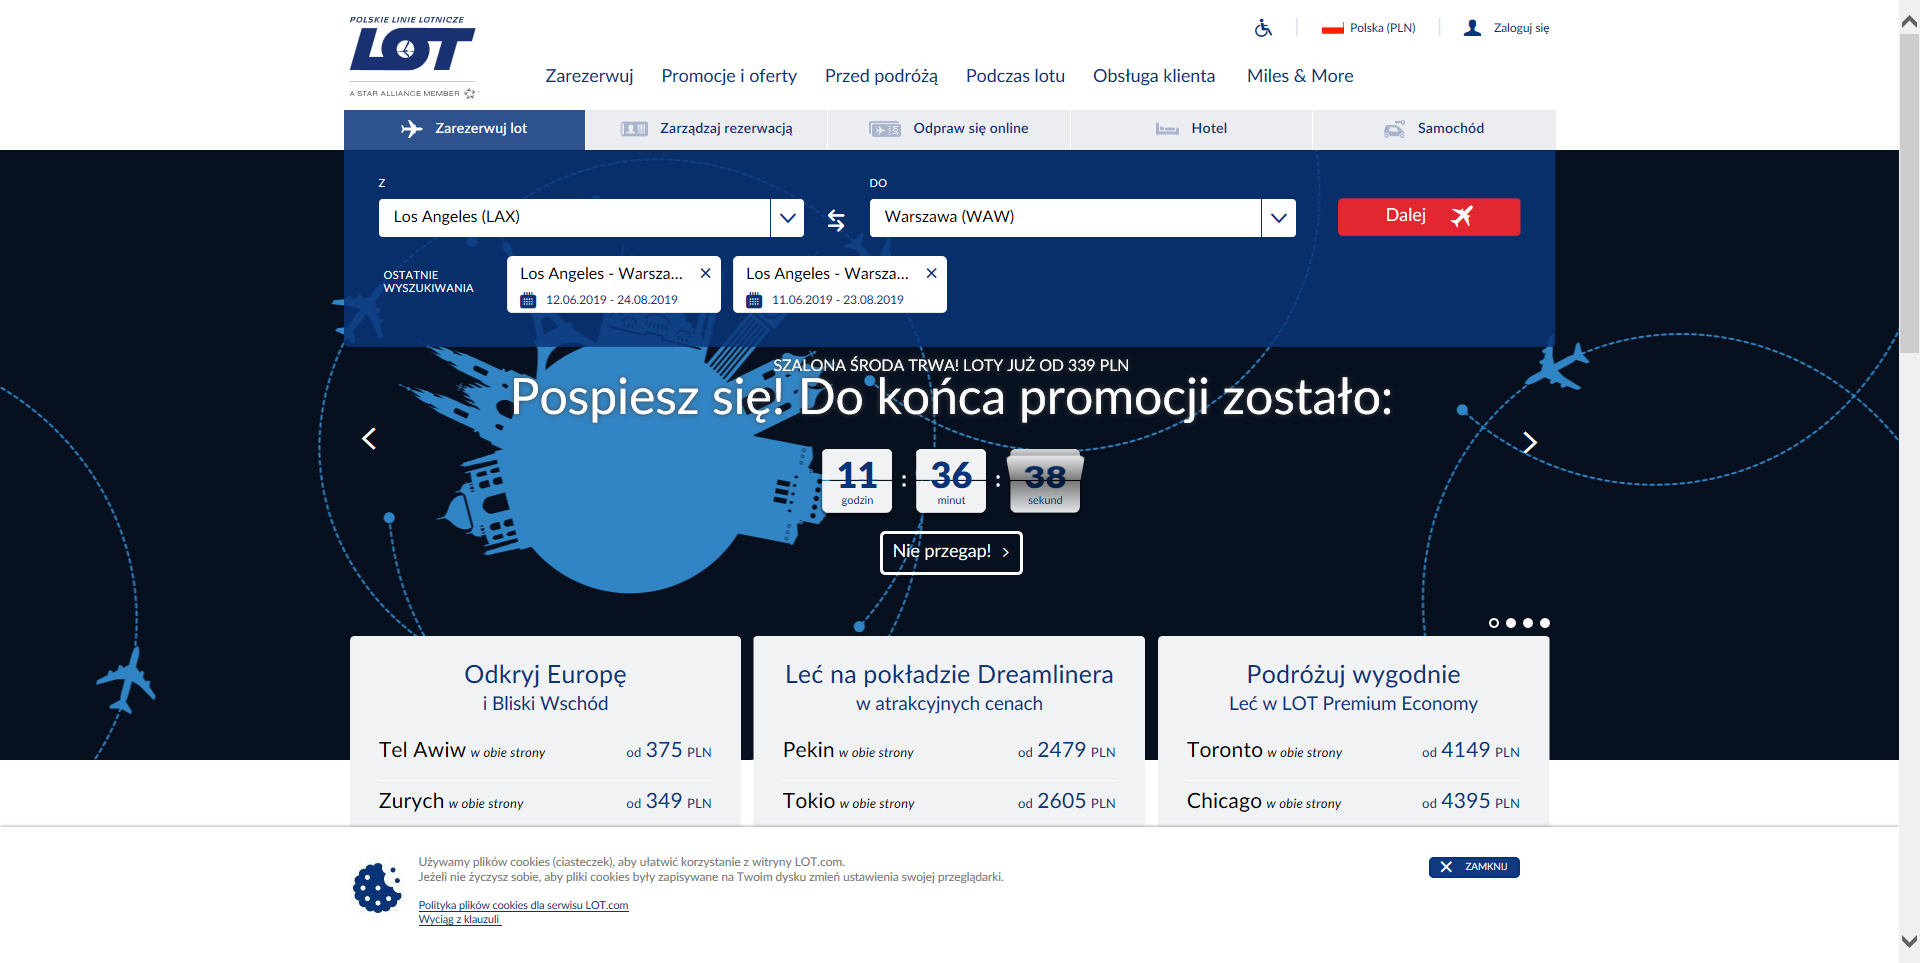 POLSKIE LINIE LOTNICZE
LOT
A STAR ALLIANCE MEMBER
Polska (PLN)
Zaloguj się
Zarezerwuj
Promocje i oferty
Przed podróżą
Podczas lotu
Obsługa klienta
Miles & More
Zarezerwuj lot
Zarządzaj rezerwacją
Odpraw się online
Hotel
Samochód
Z
DO
Los Angeles (LAX)
Warszawa (WAW)
Dalej
OSTATNIE
WYSZUKIWANIA
Los Angeles - Warsza...
12.06.2019 - 24.08.2019
Los Angeles - Warsza...
11.06.2019 - 23.08.2019
SZALONA ŚRODA TRWA! LOTY JUŻ OD 339 PLN
Pospiesz się! Do końca promocji zostało:
11 : 36 : 38
godzin minut sekund
Nie przegap!
Odkryj Europę
i Bliski Wschód
Tel Awiw w obie strony od 375 PLN
Zurych w obie strony od 349 PLN
Leć na pokładzie Dreamlinera
w atrakcyjnych cenach
Pekin w obie strony od 2479 PLN
Tokio w obie strony od 2605 PLN
Podróżuj wygodnie
Leć w LOT Premium Economy
Toronto w obie strony od 4149 PLN
Chicago w obie strony od 4395 PLN
Używamy plików cookies (ciasteczek), aby ułatwić korzystanie z witryny LOT.com.
Jeżeli nie życzysz sobie, aby pliki cookies były zapisywane na Twoim dysku zmień ustawienia swojej przeglądarki.
Polityka plików cookies dla serwisu LOT.com
Wyciąg z klauzuli
ZAMKNIJ